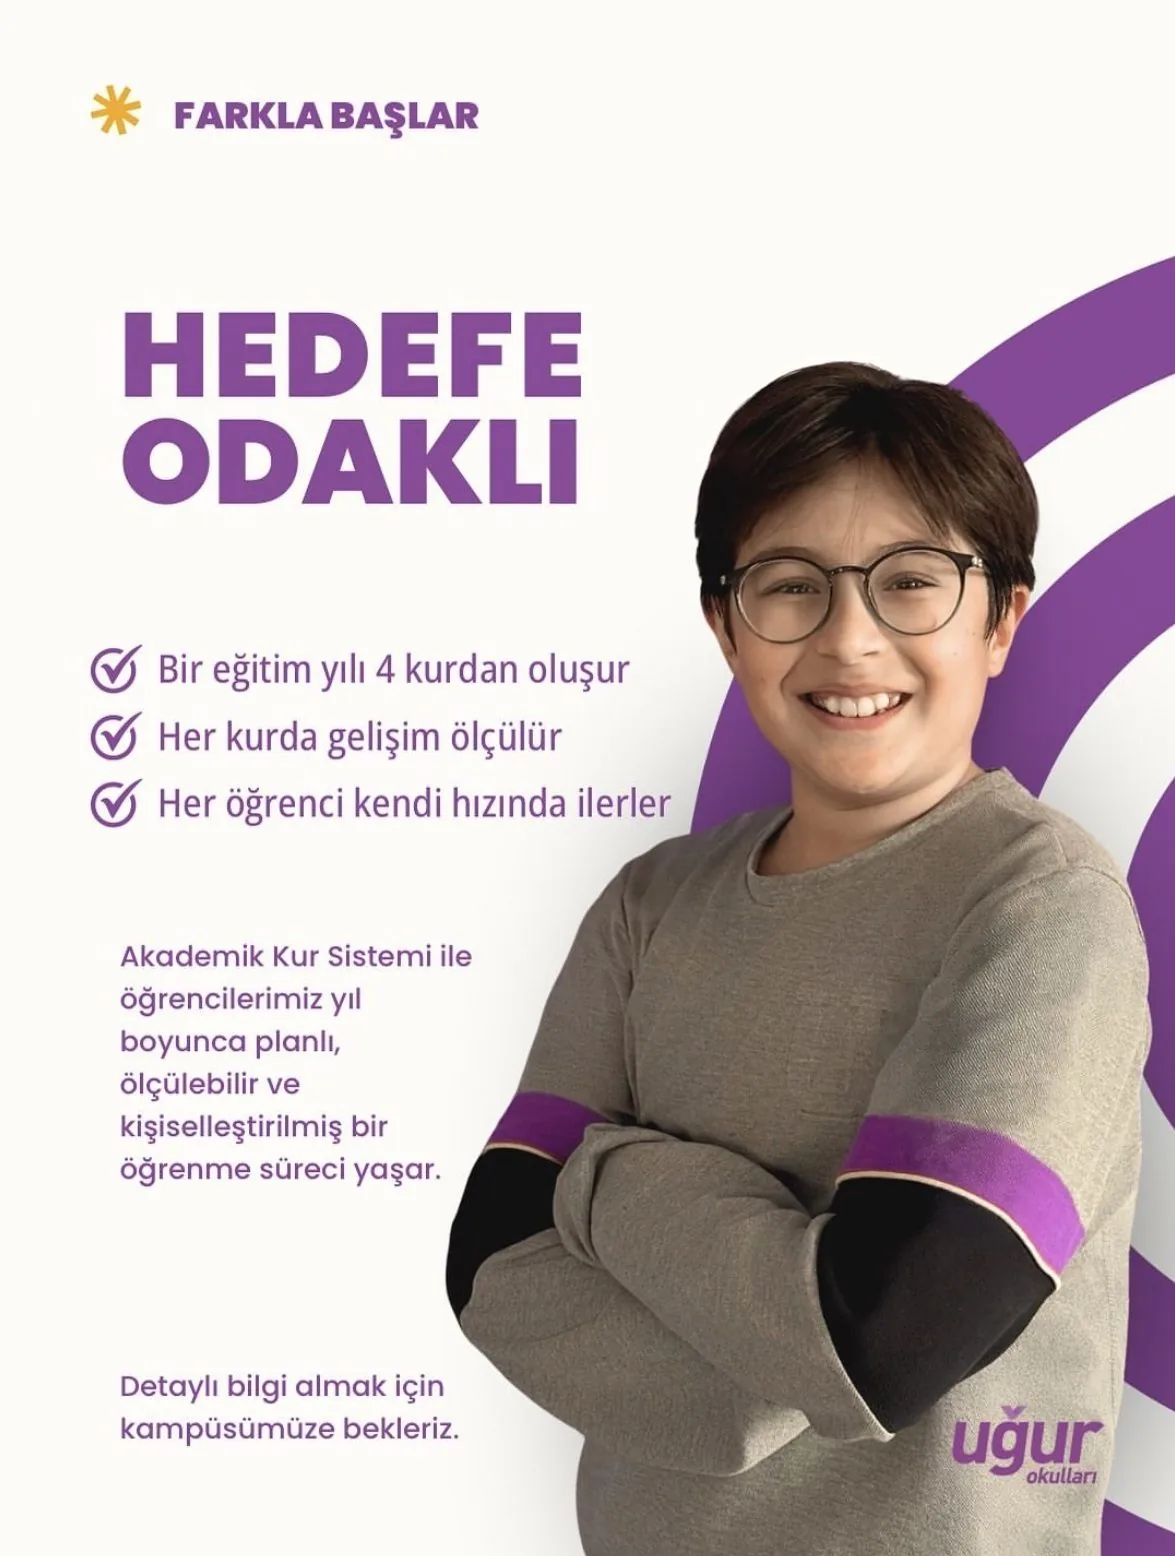 FARKLA BAŞLAR
HEDEFE
ODAKLI
Bir eğitim yılı 4 kurdan oluşur
Her kurda gelişim ölçülür
Her öğrenci kendi hızında ilerler
Akademik Kur Sistemi ile
öğrencilerimiz yıl
boyunca planlı,
ölçülebilir ve
kişiselleştirilmiş bir
öğrenme süreci yaşar.
Detaylı bilgi almak için
kampüsümüze bekleriz.
uğur
okulları